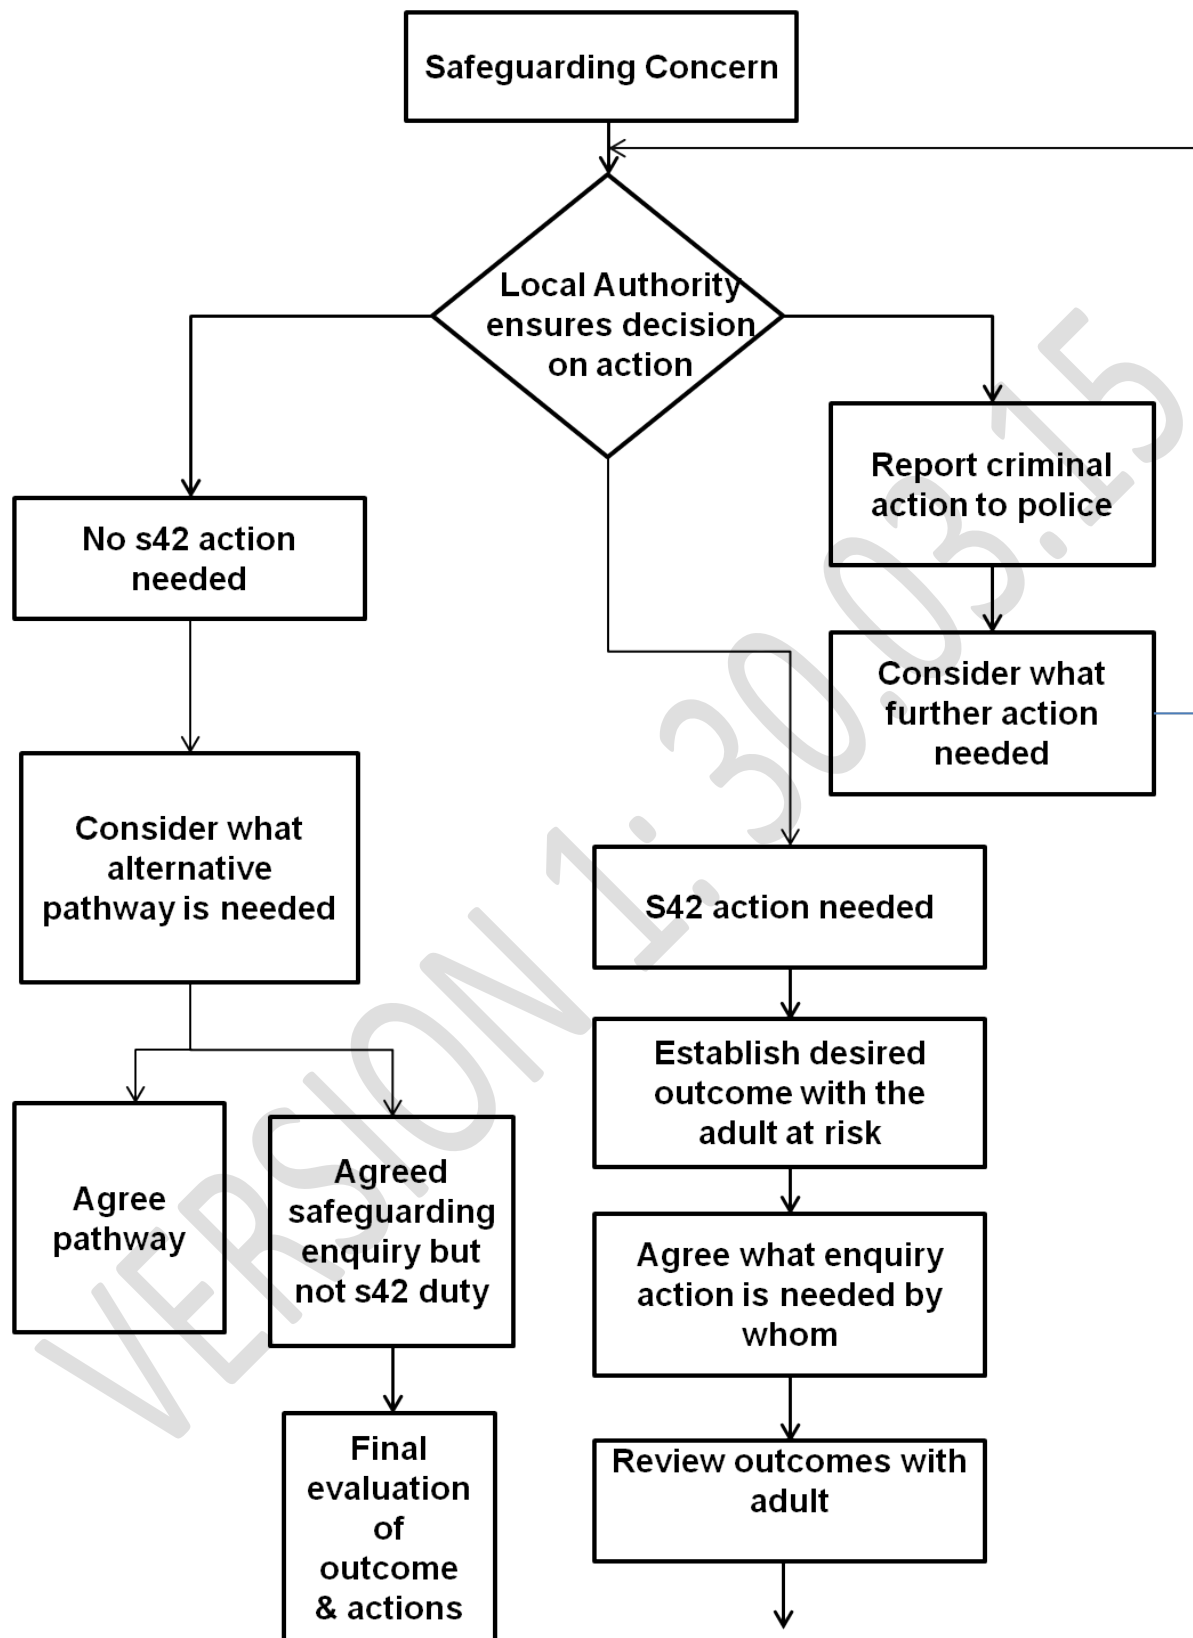 Safeguarding Concern
Local Authority
ensures decision
on action
Report criminal
action to police
No s42 action
needed
Consider what
further action
needed
Consider what
alternative
pathway is needed
S42 action needed
Establish desired
outcome with the
adult at risk
Agree
pathway
Agreed
safeguarding
enquiry but
not s42 duty
Agree what enquiry
action is needed by
whom
Final
evaluation
of
outcome
& actions
Review outcomes with
adult
VERSION 1: 30.03.15